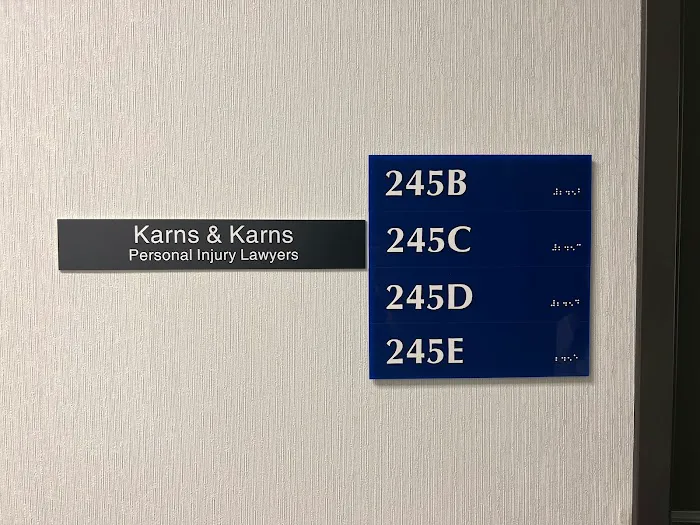 Karns & Karns
Personal Injury Lawyers
245B
245C
245D
245E